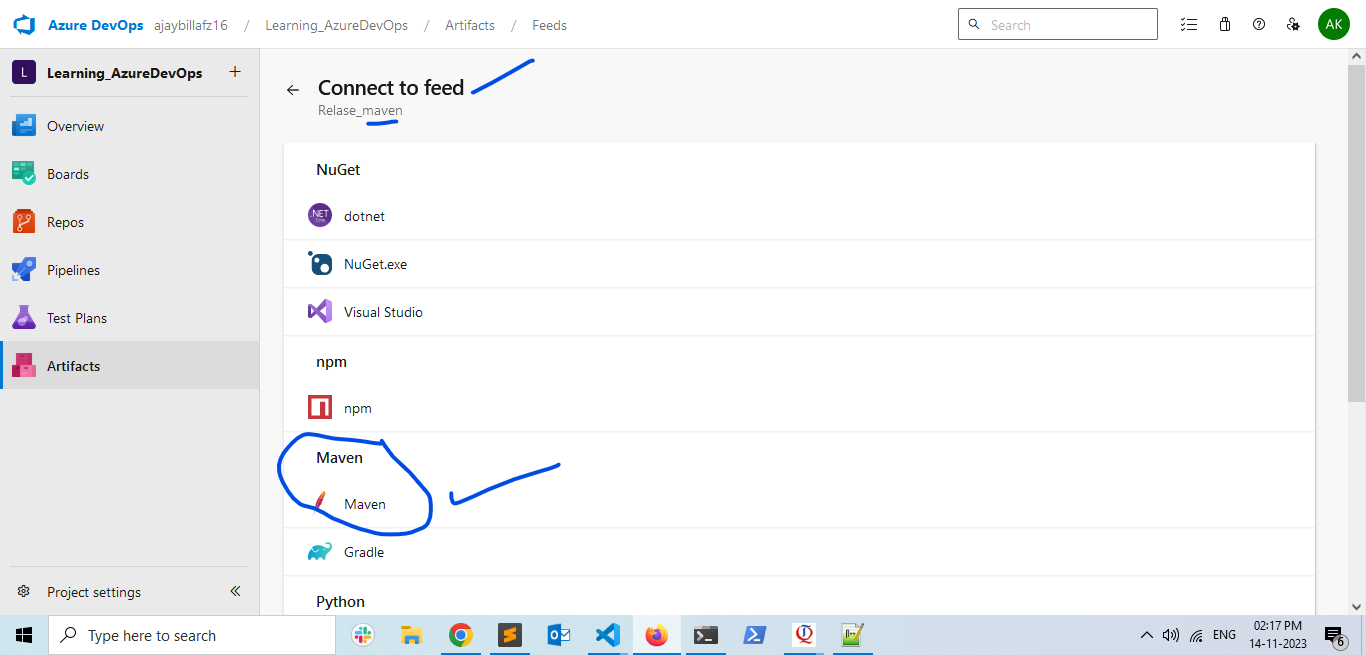 Azure DevOps ajaybillafz16 / Learning_AzureDevOps / Artifacts / Feeds Search AK
L Learning_AzureDevOps +
Overview
Boards
Repos
Pipelines
Test Plans
Artifacts
Project settings
Connect to feed
Relase_maven
NuGet
.NET Core dotnet
NuGet.exe
Visual Studio
npm
npm
Maven
Maven
Gradle
Python
Type here to search
ENG
02:17 PM
14-11-2023
6